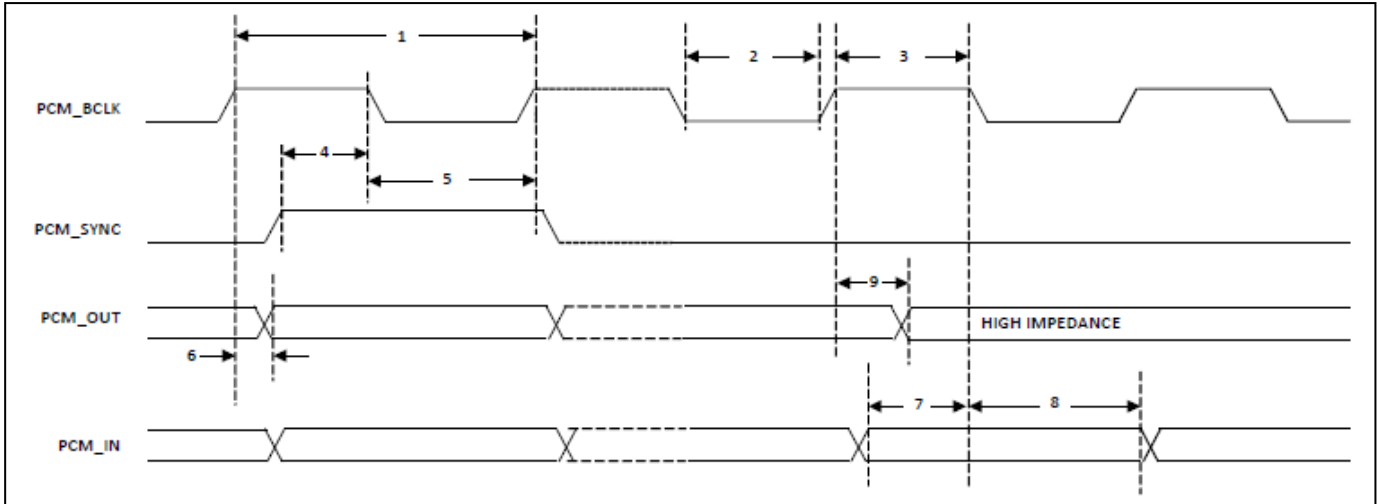 1
2
3
PCM_BCLK
4
5
PCM_SYNC
9
PCM_OUT
HIGH IMPEDANCE
6
7
8
PCM_IN